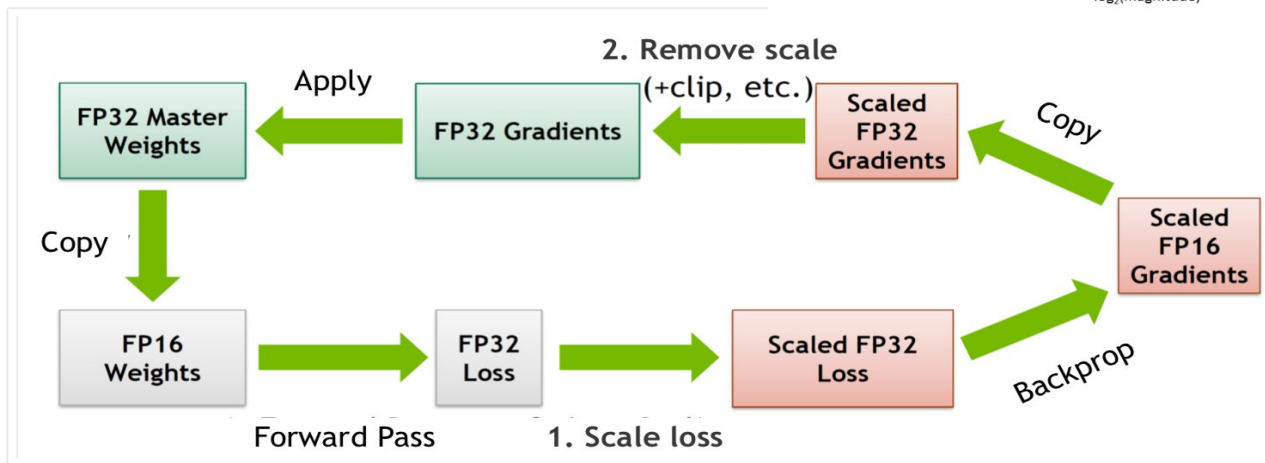 2. Remove scale
(+clip, etc.)
Apply
FP32 Master
Weights
FP32 Gradients
Scaled
FP32
Gradients
Copy
Scaled
FP16
Gradients
Copy
FP16
Weights
FP32
Loss
Scaled FP32
Loss
Backprop
Forward Pass
1. Scale loss